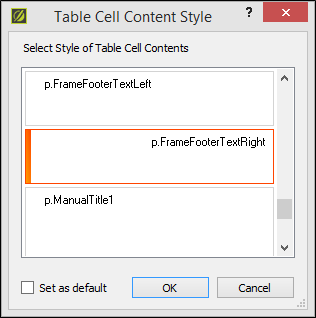 Table Cell Content Style
?
Select Style of Table Cell Contents
p.FrameFooterTextLeft
p.FrameFooterTextRight
p.ManualTitle1
Set as default
OK
Cancel